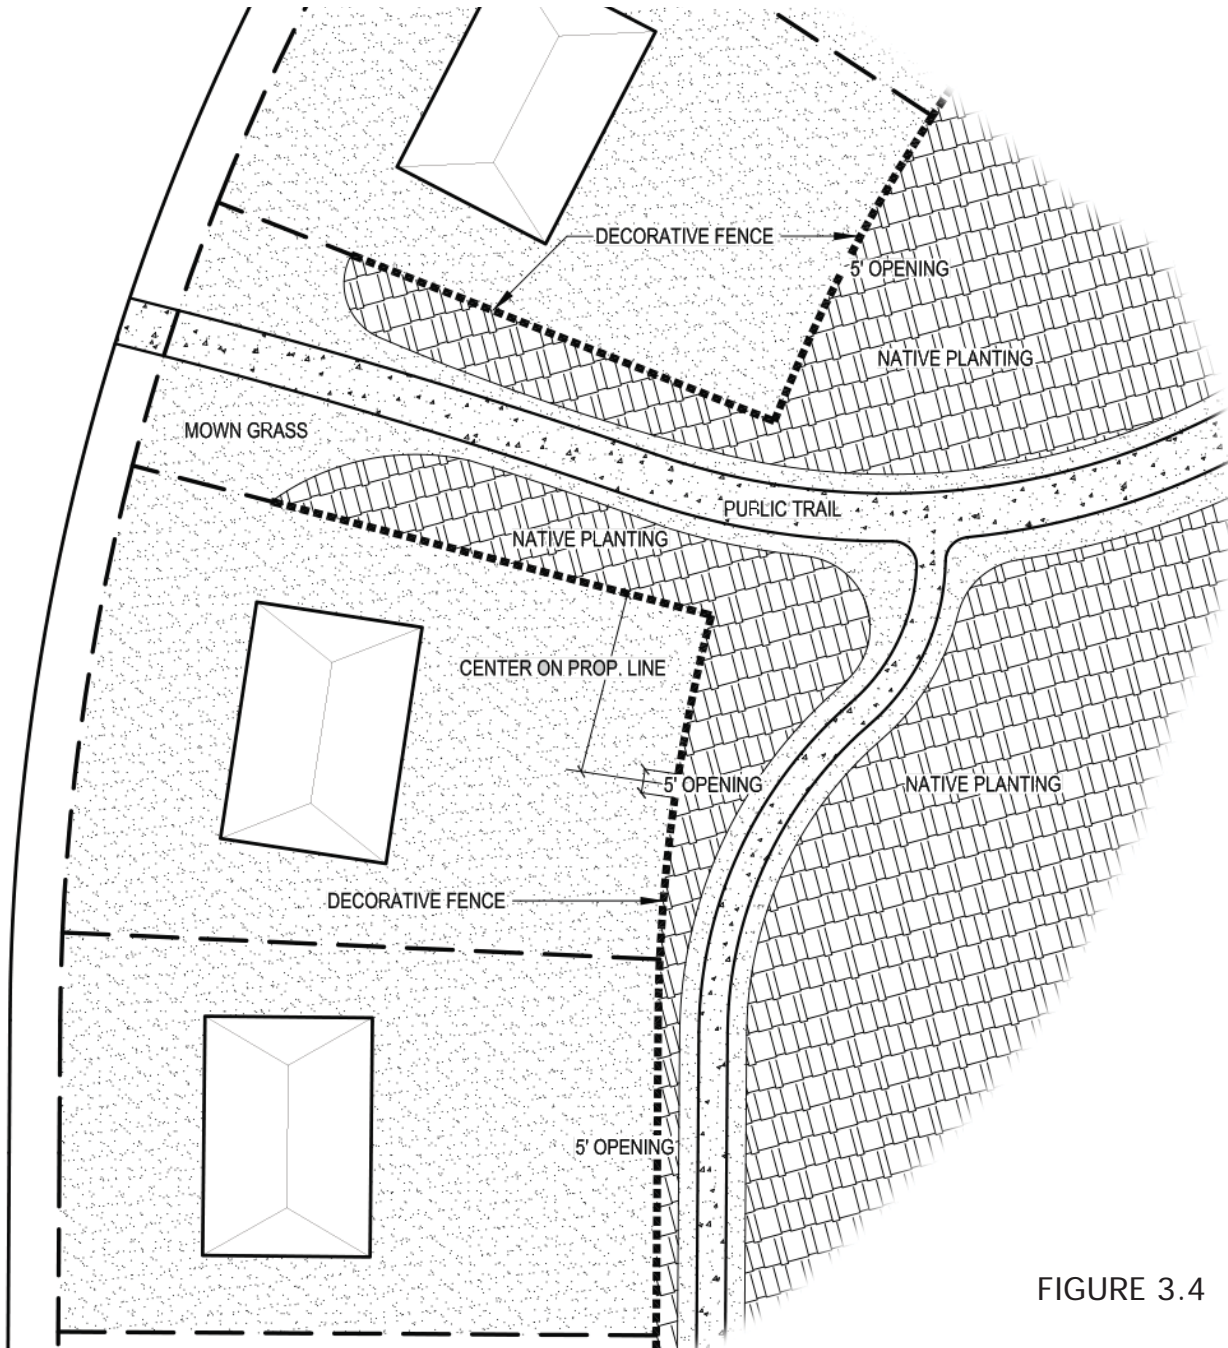 DECORATIVE FENCE
5' OPENING
NATIVE PLANTING
MOWN GRASS
PUBLIC TRAIL
NATIVE PLANTING
CENTER ON PROP. LINE
5' OPENING
NATIVE PLANTING
DECORATIVE FENCE
5' OPENING
FIGURE 3.4